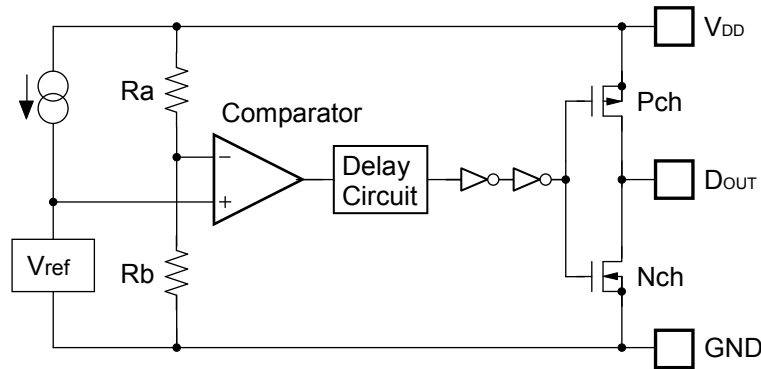 VDD
Ra
Pch
Comparator
−
Delay
Circuit
DOUT
+
Vref
Rb
Nch
GND